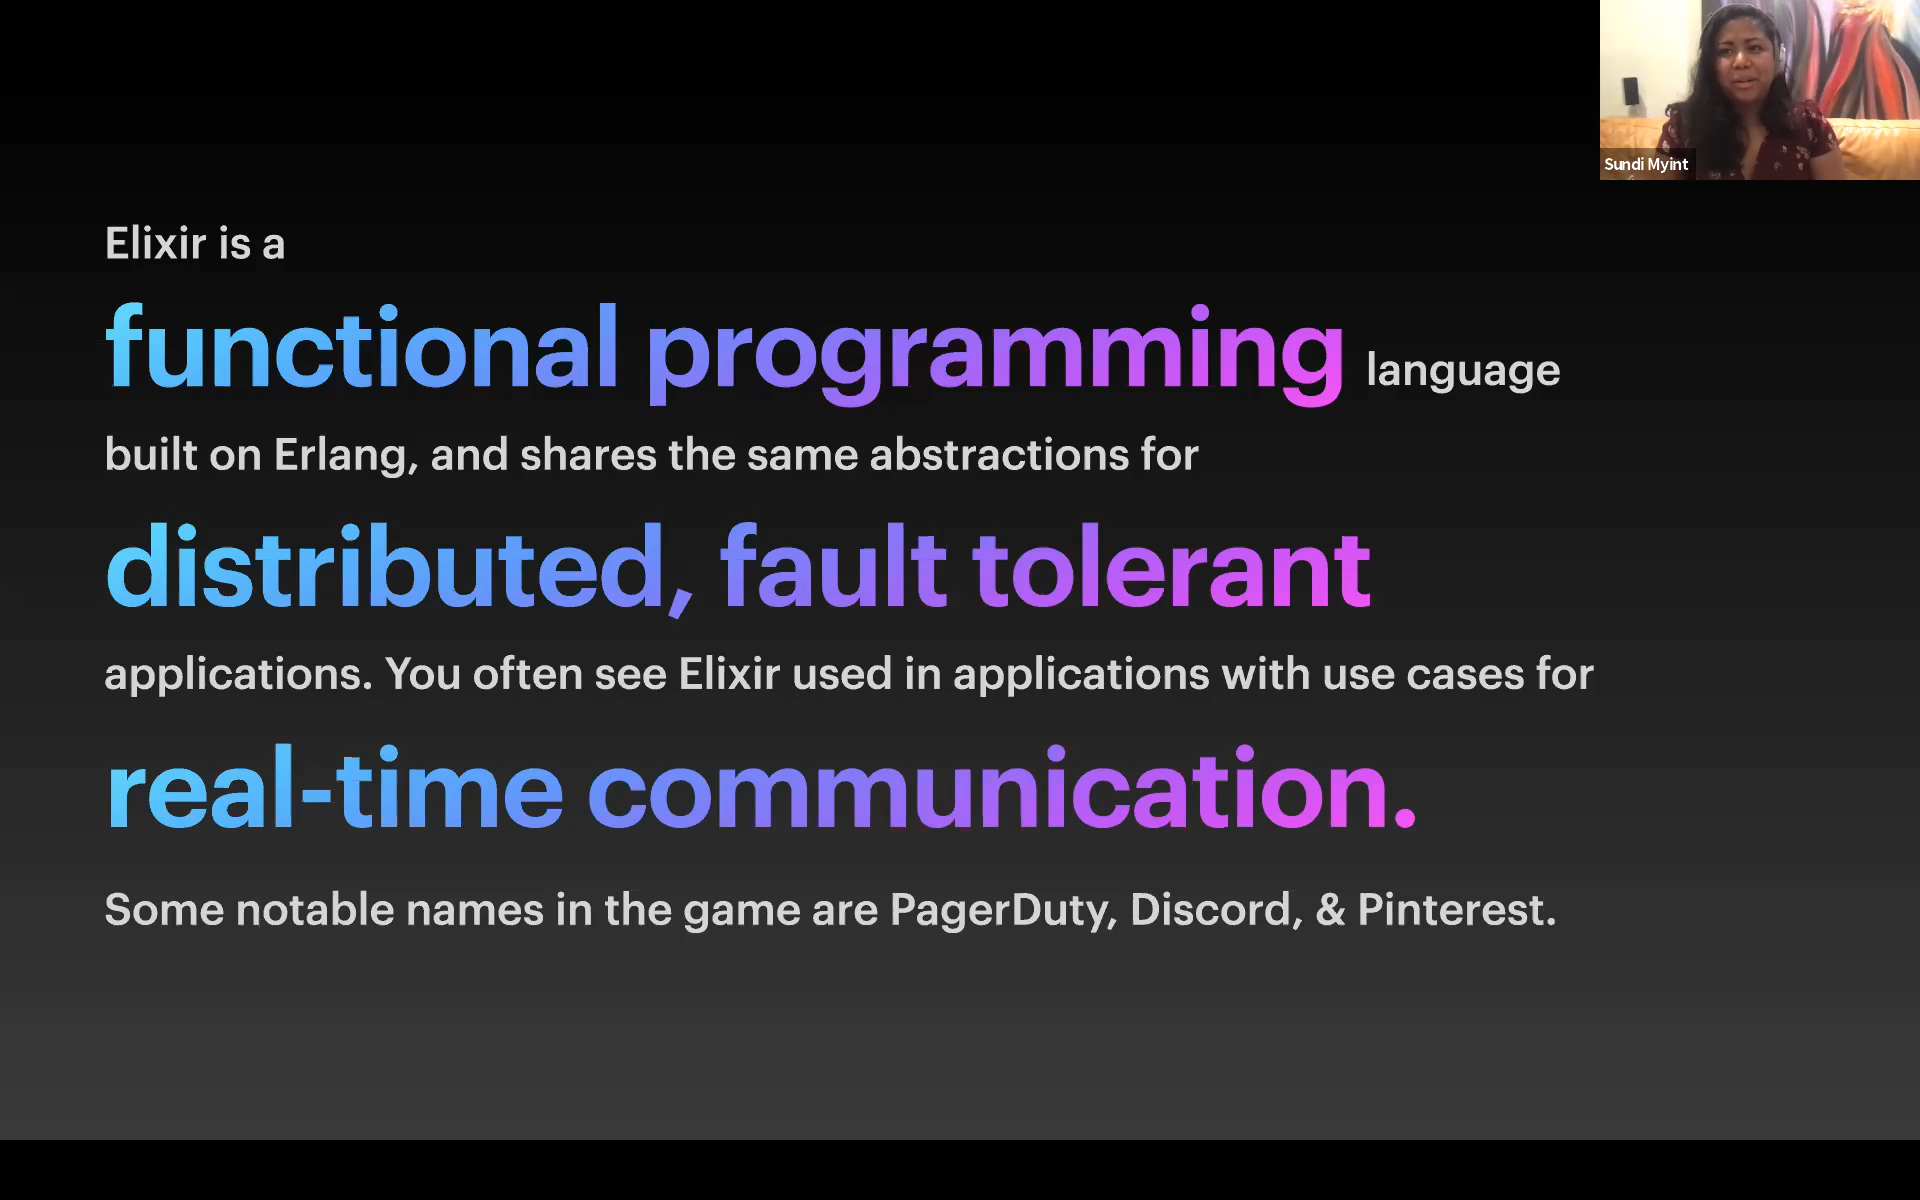 Sundi Myint
Elixir is a
functional programming language
built on Erlang, and shares the same abstractions for
distributed, fault tolerant
applications. You often see Elixir used in applications with use cases for
real-time communication.
Some notable names in the game are PagerDuty, Discord, & Pinterest.